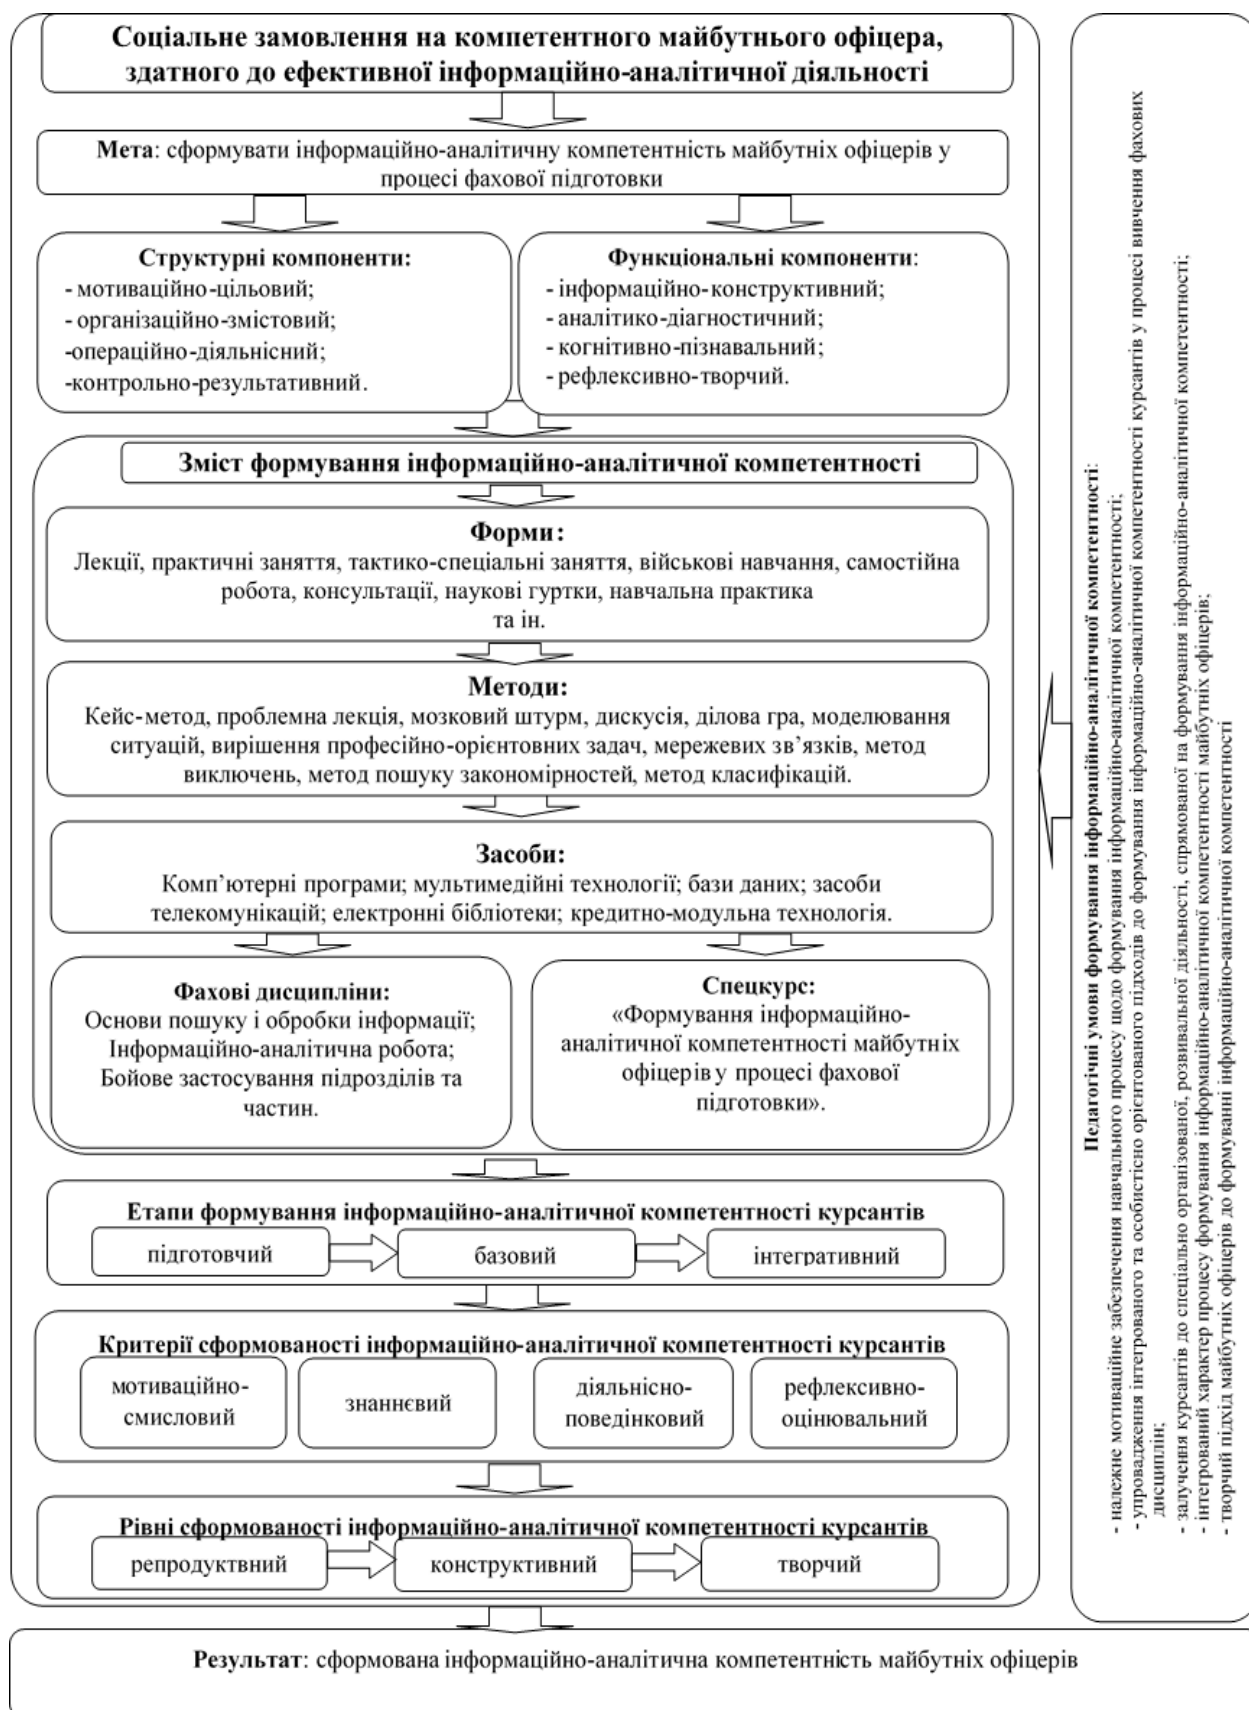 Соціальне замовлення на компетентного майбутнього офіцера,
здатного до ефективної інформаційно-аналітичної діяльності
Мета: сформувати інформаційно-аналітичну компетентність майбутніх офіцерів у
процесі фахової підготовки
Структурні компоненти:
- мотиваційно-цільовий;
- організаційно-змістовий;
-операційно-діяльнісний;
-контрольно-результативний.
Функціональні компоненти:
- інформаційно-конструктивний;
- аналітико-діагностичний;
- когнітивно-пізнавальний;
- рефлексивно-творчий.
Зміст формування інформаційно-аналітичної компетентності
Форми:
Лекції, практичні заняття, тактико-спеціальні заняття, військові навчання, самостійна
робота, консультації, наукові гуртки, навчальна практика
та ін.
Методи:
Кейс-метод, проблемна лекція, мозковий штурм, дискусія, ділова гра, моделювання
ситуацій, вирішення професійно-орієнтовних задач, мережевих зв’язків, метод
виключень, метод пошуку закономірностей, метод класифікацій.
Засоби:
Комп’ютерні програми; мультимедійні технології; бази даних; засоби
телекомунікацій; електронні бібліотеки; кредитно-модульна технологія.
Фахові дисципліни:
Основи пошуку і обробки інформації;
Інформаційно-аналітична робота;
Бойове застосування підрозділів та
частин.
Спецкурс:
«Формування інформаційно-
аналітичної компетентності майбутніх
офіцерів у процесі фахової
підготовки».
Етапи формування інформаційно-аналітичної компетентності курсантів
підготовчий
базовий
інтегративний
Критерії сформованості інформаційно-аналітичної компетентності курсантів
мотиваційно-
смисловий
знаннєвий
діяльнісно-
поведінковий
рефлексивно-
оцінювальний
Рівні сформованості інформаційно-аналітичної компетентності курсантів
репродуктвний
конструктивний
творчий
Результат: сформована інформаційно-аналітична компетентність майбутніх офіцерів
Педагогічні умови формування інформаційно-аналітичної компетентності:
- належне мотиваційне забезпечення навчального процесу щодо формування інформаційно-аналітичної компетентності;
- упровадження інтегрованого та особистісно орієнтованого підходів до формування інформаційно-аналітичної компетентності курсантів у процесі вивчення фахових
дисциплін;
- залучення курсантів до спеціально організованої, розвивальної діяльності, спрямованої на формування інформаційно-аналітичної компетентності;
- інтегрований характер процесу формування інформаційно-аналітичної компетентності майбутніх офіцерів;
- творчий підхід майбутніх офіцерів до формуванні інформаційно-аналітичної компетентності